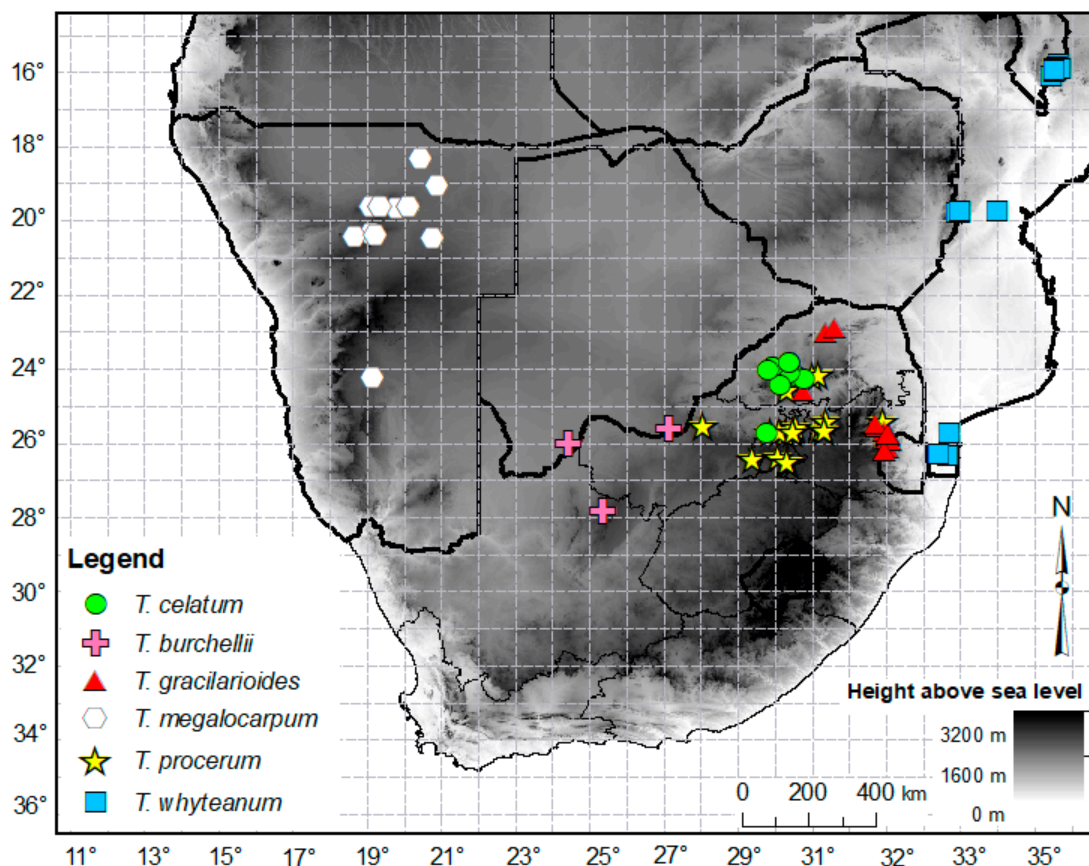 16°
18°
20°
22°
24°
26°
28°
30°
32°
34°
36°
N
Legend
T. celatum
T. burchellii
T. gracilarioides
T. megalocarpum
T. procerum
T. whyteanum
Height above sea level
3200 m
1600 m
0 m
0 200 400 km
11° 13° 15° 17° 19° 21° 23° 25° 27° 29° 31° 32° 33° 35°